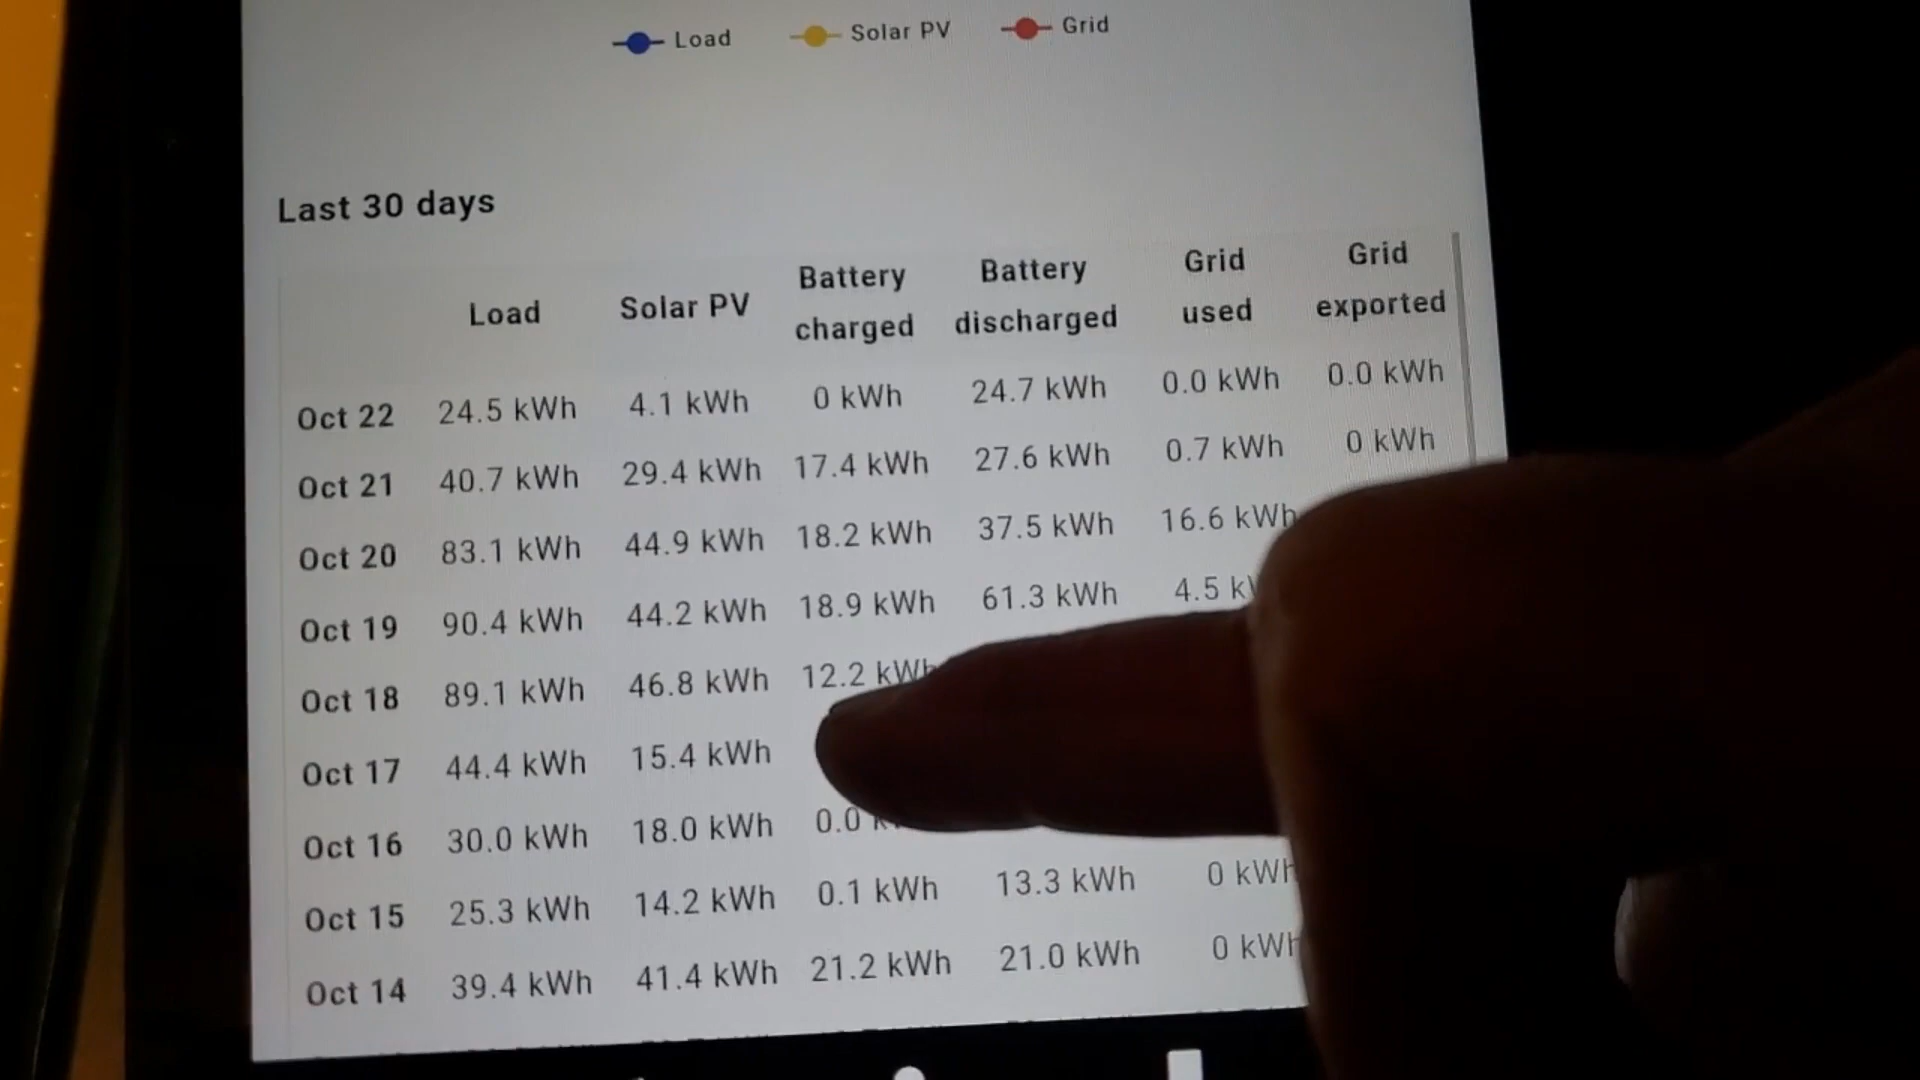 Load Solar PV Grid
Last 30 days
Load Solar PV Battery charged Battery discharged Grid used Grid exported
Oct 22 24.5 kWh 4.1 kWh 0 kWh 24.7 kWh 0.0 kWh 0.0 kWh
Oct 21 40.7 kWh 29.4 kWh 17.4 kWh 27.6 kWh 0.7 kWh 0 kWh
Oct 20 83.1 kWh 44.9 kWh 18.2 kWh 37.5 kWh 16.6 kWh
Oct 19 90.4 kWh 44.2 kWh 18.9 kWh 61.3 kWh 4.5
Oct 18 89.1 kWh 46.8 kWh 12.2 kWh
Oct 17 44.4 kWh 15.4 kWh
Oct 16 30.0 kWh 18.0 kWh 0.0
Oct 15 25.3 kWh 14.2 kWh 0.1 kWh 13.3 kWh 0 kWh
Oct 14 39.4 kWh 41.4 kWh 21.2 kWh 21.0 kWh 0 kWh